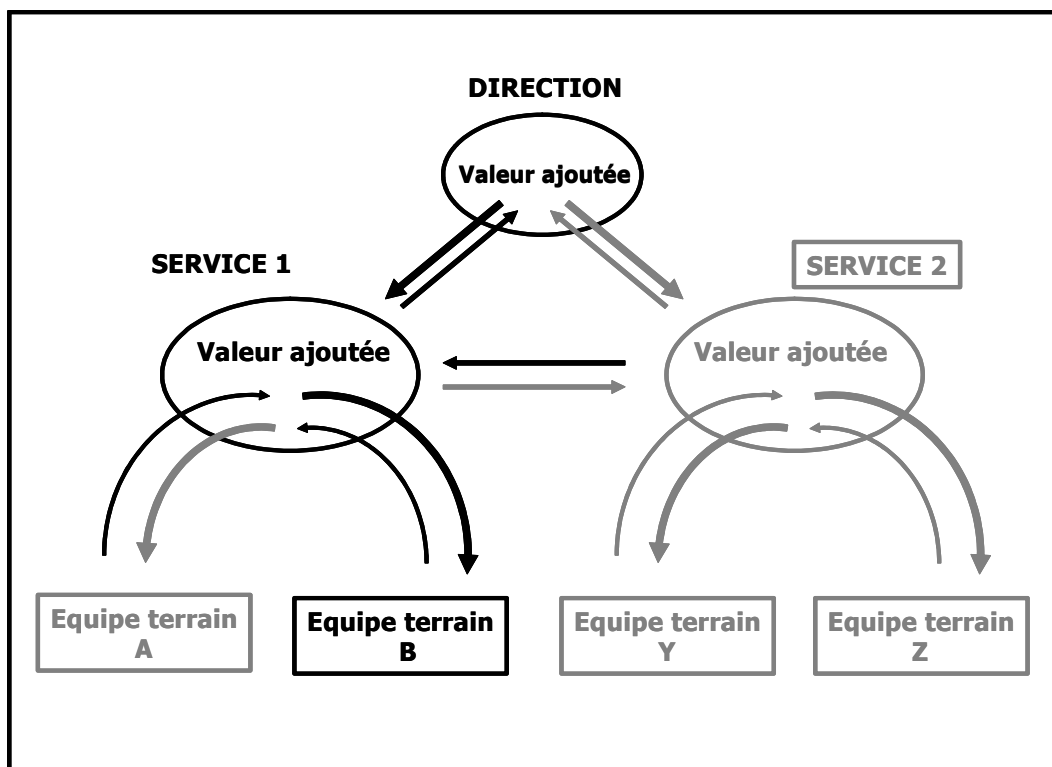 DIRECTION
Valeur ajoutée
SERVICE 1
SERVICE 2
Valeur ajoutée
Valeur ajoutée
Equipe terrain
A
Equipe terrain
B
Equipe terrain
Y
Equipe terrain
Z